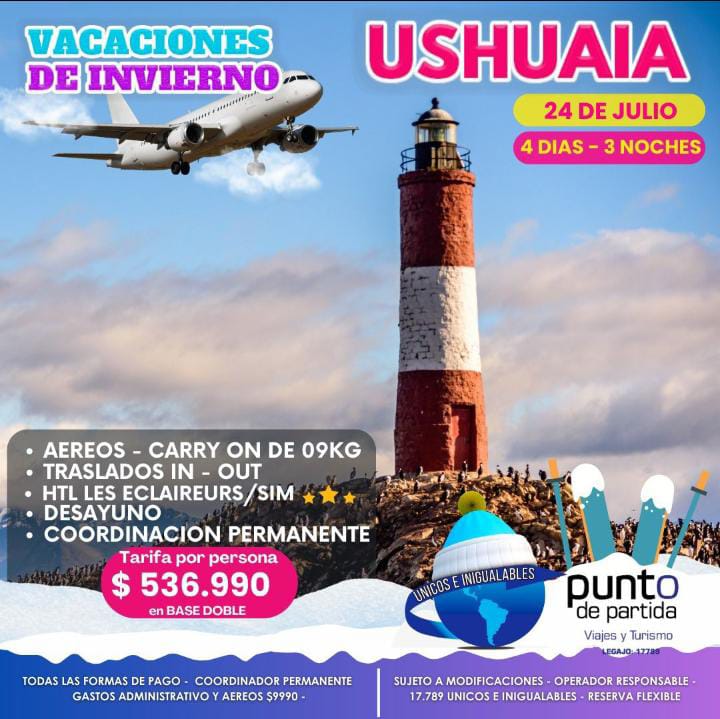 VACACIONES
DE INVIERNO
USHUAIA
24 DE JULIO
4 DIAS - 3 NOCHES
• AEREOS - CARRY ON DE 09KG
• TRASLADOS IN - OUT
• HTL LES ECLAIREURS/SIM
• DESAYUNO
• COORDINACION PERMANENTE
Tarifa por persona
$ 536.990
en BASE DOBLE
UNICOS E INIGUALABLES
punto
de partida
Viajes y Turismo
LEGAJO: 17789
TODAS LAS FORMAS DE PAGO - COORDINADOR PERMANENTE
GASTOS ADMINISTRATIVO Y AEREOS $9990 -
SUJETO A MODIFICACIONES - OPERADOR RESPONSABLE -
17.789 UNICOS E INIGUALABLES - RESERVA FLEXIBLE